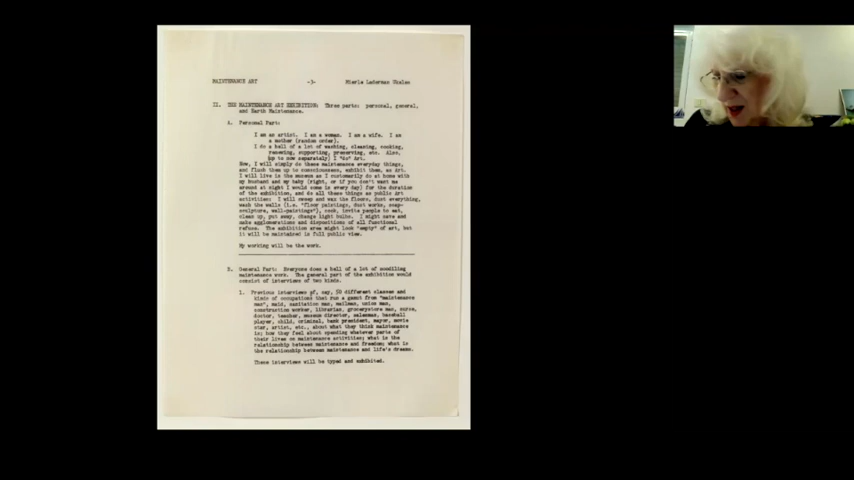 MAINTENANCE ART -3- Mierle Laderman Ukeles
II. THE MAINTENANCE ART EXHIBITION: Three parts: personal, general,
and Earth Maintenance.
A. Personal Part:
I am an artist. I am a woman. I am a wife. I am
a mother (random order).
I do a hell of a lot of washing, cleaning, cooking,
renewing, supporting, preserving, etc. Also,
up to now separately) I "do" Art.
Now, I will simply do these maintenance everyday things,
and flush them up to consciousness, exhibit them, as Art.
I will live in the museum as I customarily do at home with
my husband and my baby (right, or if you don't want me
around at night I would come in every day) for the duration
of the exhibition, and do all these things as public Art
activities: I will sweep and wax the floors, dust everything,
wash the walls (i.e. "floor paintings, dust works, soap-
sculpture, wall-paintings"), cook, invite people to eat,
clean up, put away, change light bulbs. I might save and
make agglomerations and dispositions of all functional
refuse. The exhibition area might look "empty" of art, but
it will be maintained in full public view.
My working will be the work.
B. General Part: Everyone does a hell of a lot of noodling
maintenance work. The general part of the exhibition would
consist of interviews of two kinds.
1. Previous interviews of, say, 50 different classes and
kinds of occupations that run a gamut from "maintenance
man", maid, sanitation man, mailman, union man,
construction worker, librarian, grocerystore man, nurse,
doctor, teacher, museum director, salesman, baseball
player, child, criminal, bank president, mayor, movie
star, artist, etc., about what they think maintenance
is; how they feel about spending whatever parts of
their lives on maintenance activities; what is the
relationship between maintenance and freedom; what is
the relationship between maintenance and life's dreams.
These interviews will be typed and exhibited.